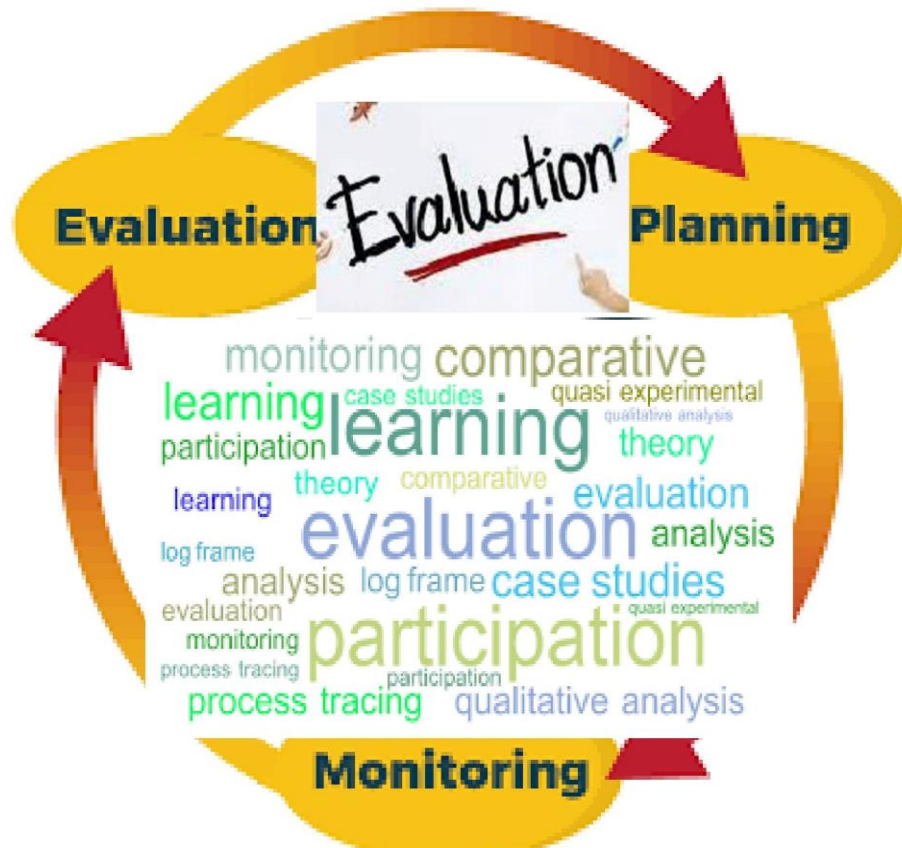 Evaluation
Evaluation
Planning
monitoring comparative
learning case studies quasi experimental
learning qualitative analysis
participation theory
theory comparative
learning evaluation
evaluation analysis
log frame
analysis log frame case studies
evaluation quasi experimental
monitoring participation
process tracing participation
process tracing qualitative analysis
Monitoring